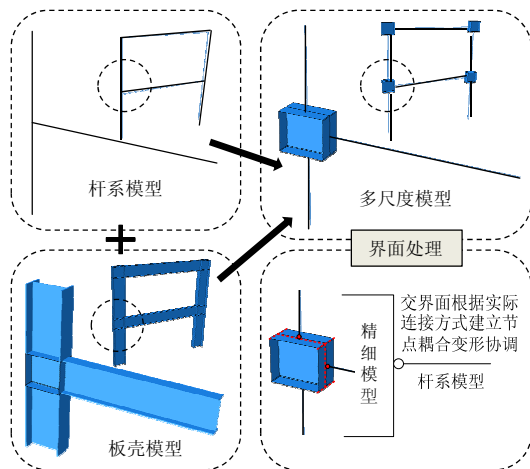 杆系模型
多尺度模型
界面处理
板壳模型
精细模型
交界面根据实际
连接方式建立节
点耦合变形协调
杆系模型